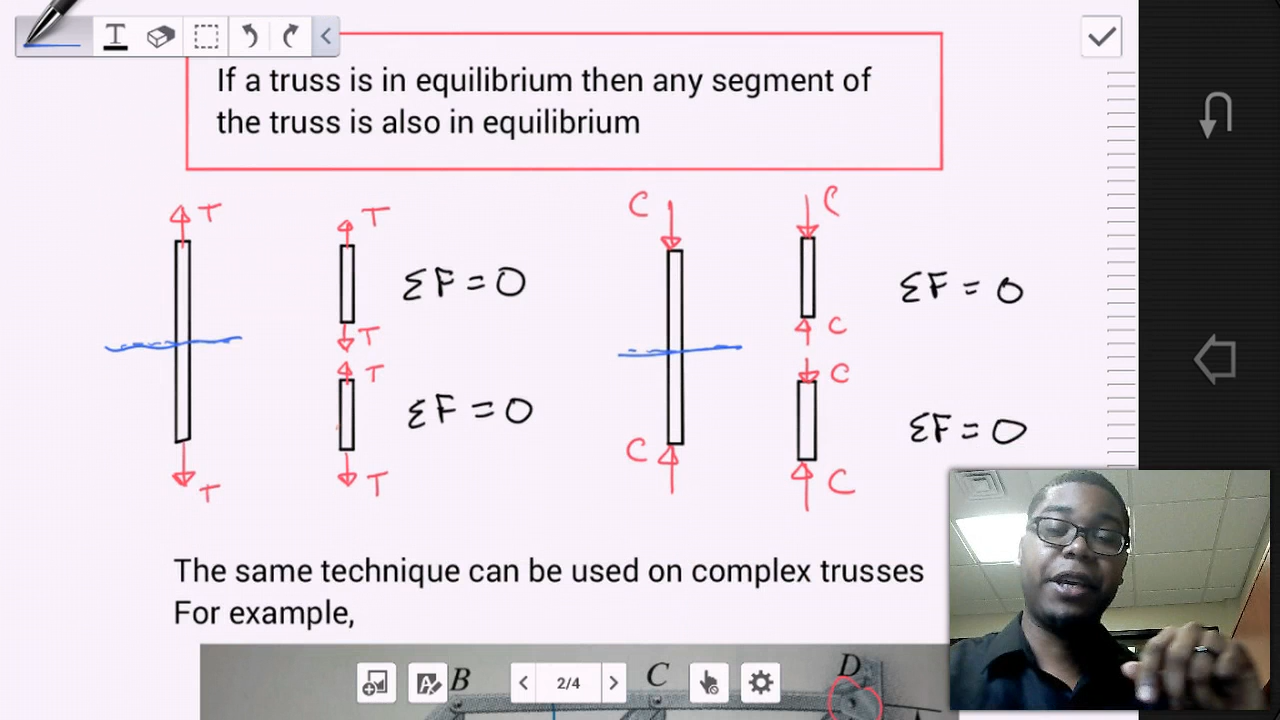 T
If a truss is in equilibrium then any segment of
the truss is also in equilibrium
T
T
C
C
ΣF = 0
ΣF = 0
T
C
T
C
ΣF = 0
ΣF = 0
C
T
T
C
The same technique can be used on complex trusses
For example,
B
2/4
C
D